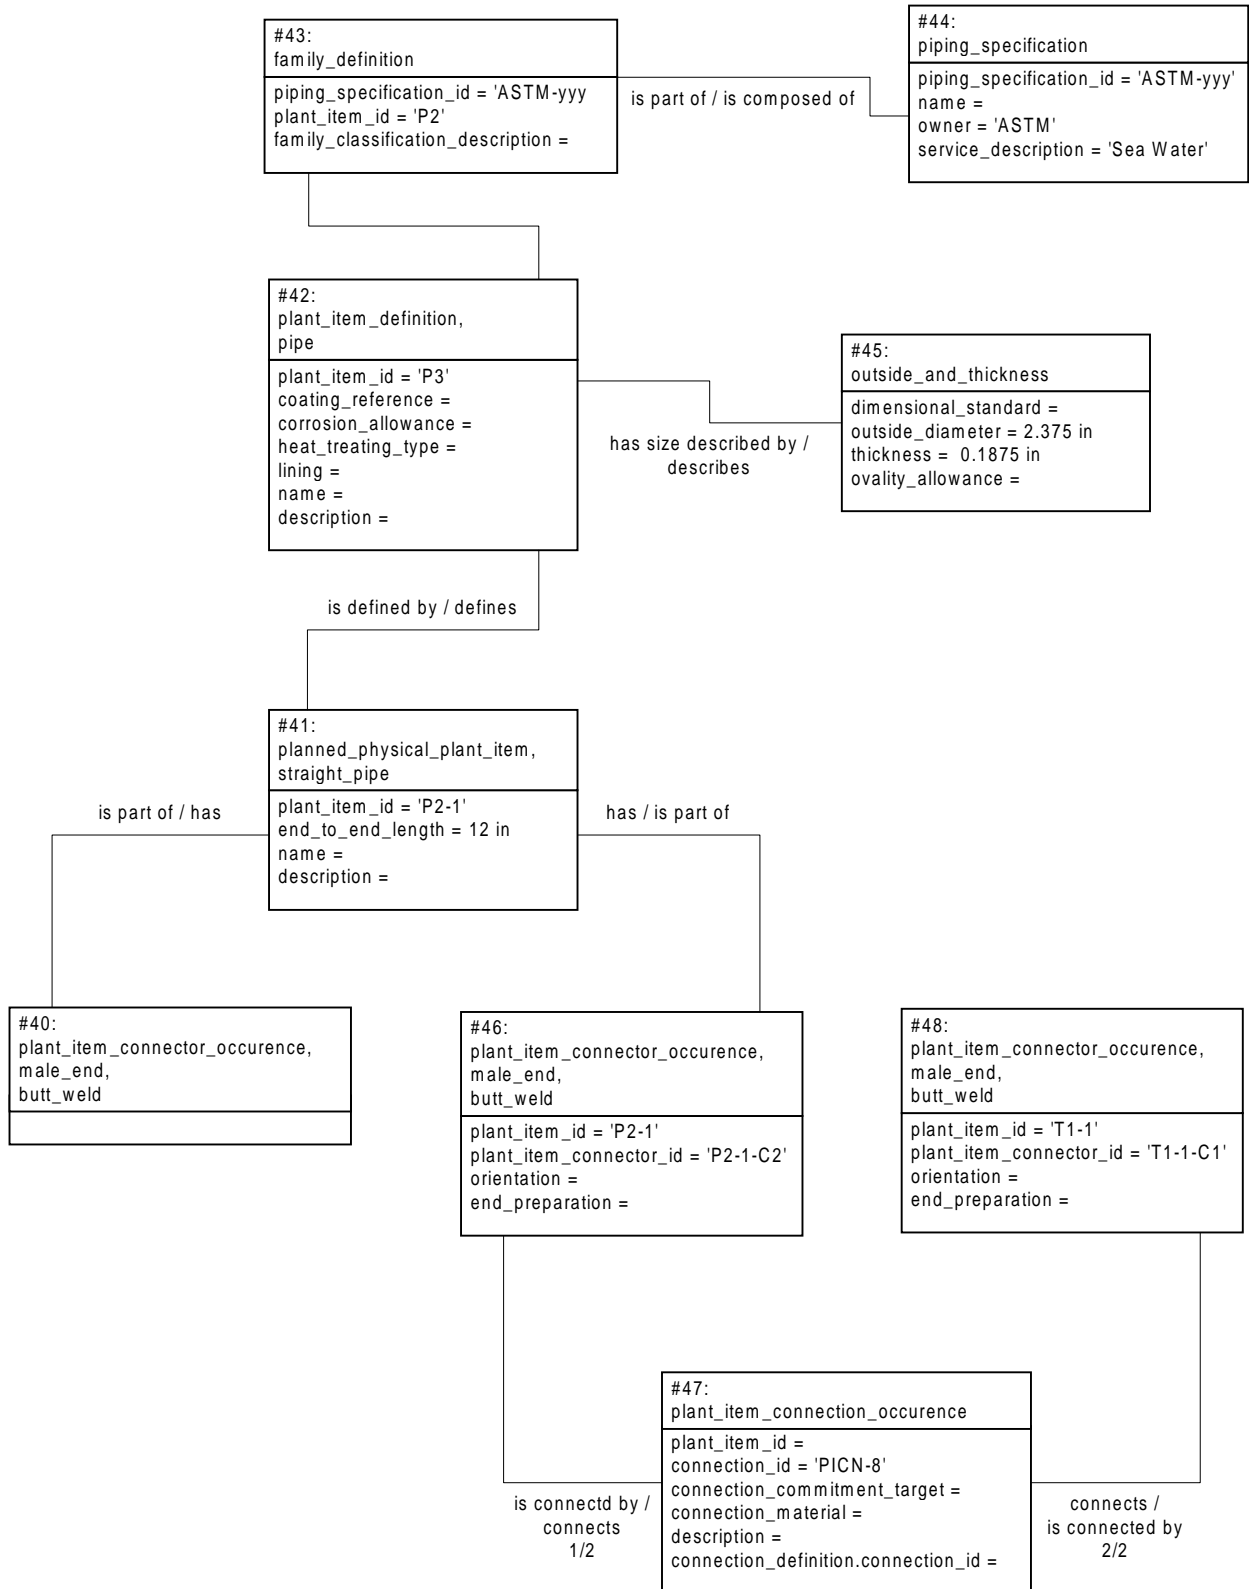 #43:
family_definition
piping_specification_id = 'ASTM-yyy
plant_item_id = 'P2'
family_classification_description =
is part of / is composed of
#44:
piping_specification
piping_specification_id = 'ASTM-yyy'
name =
owner = 'ASTM'
service_description = 'Sea Water'
#42:
plant_item_definition,
pipe
plant_item_id = 'P3'
coating_reference =
corrosion_allowance =
heat_treating_type =
lining =
name =
description =
has size described by /
describes
#45:
outside_and_thickness
dimensional_standard =
outside_diameter = 2.375 in
thickness = 0.1875 in
ovality_allowance =
is defined by / defines
#41:
planned_physical_plant_item,
straight_pipe
plant_item_id = 'P2-1'
end_to_end_length = 12 in
name =
description =
is part of / has
has / is part of
#40:
plant_item_connector_occurence,
male_end,
butt_weld
#46:
plant_item_connector_occurence,
male_end,
butt_weld
plant_item_id = 'P2-1'
plant_item_connector_id = 'P2-1-C2'
orientation =
end_preparation =
#48:
plant_item_connector_occurence,
male_end,
butt_weld
plant_item_id = 'T1-1'
plant_item_connector_id = 'T1-1-C1'
orientation =
end_preparation =
#47:
plant_item_connection_occurence
plant_item_id =
connection_id = 'PICN-8'
connection_commitment_target =
connection_material =
description =
connection_definition.connection_id =
is connectd by /
connects
1/2
connects /
is connected by
2/2